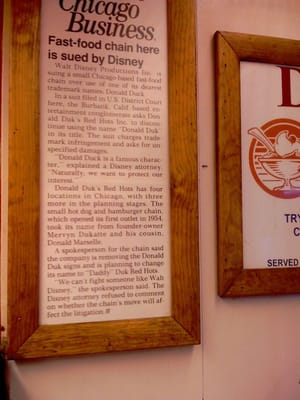 Chicago
Business.
Fast-food chain here
is sued by Disney
Walt Disney Productions Inc. is
suing a small Chicago-based fast-food
chain over use of one of its dearest
trademark names: Donald Duck.
In a suit filed in U.S. District Court
here, the Burbank, Calif.-based en-
tertainment conglomerate asks Don-
ald Duk's Red Hots Inc. to discon-
tinue using the name "Donald Duk"
in its title. The suit charges trade-
mark infringement and asks for un-
specified damages.
"Donald Duck is a famous charac-
ter," explained a Disney attorney.
"Naturally, we want to protect our
interest."
Donald Duk's Red Hots has four
locations in Chicago, with three
more in the planning stages. The
small hot dog and hamburger chain,
which opened its first outlet in 1954,
took its name from founder-owner
Mervyn Dukatte and his cousin,
Donald Marselle.
A spokesperson for the chain said
the company is removing the Donald
Duk signs and is planning to change
its name to "Daddy" Duk Red Hots.
"We can't fight someone like Walt
Disney," the spokesperson said. The
Disney attorney refused to comment
on whether the chain's move will af-
fect the litigation.
TRY
SERVED